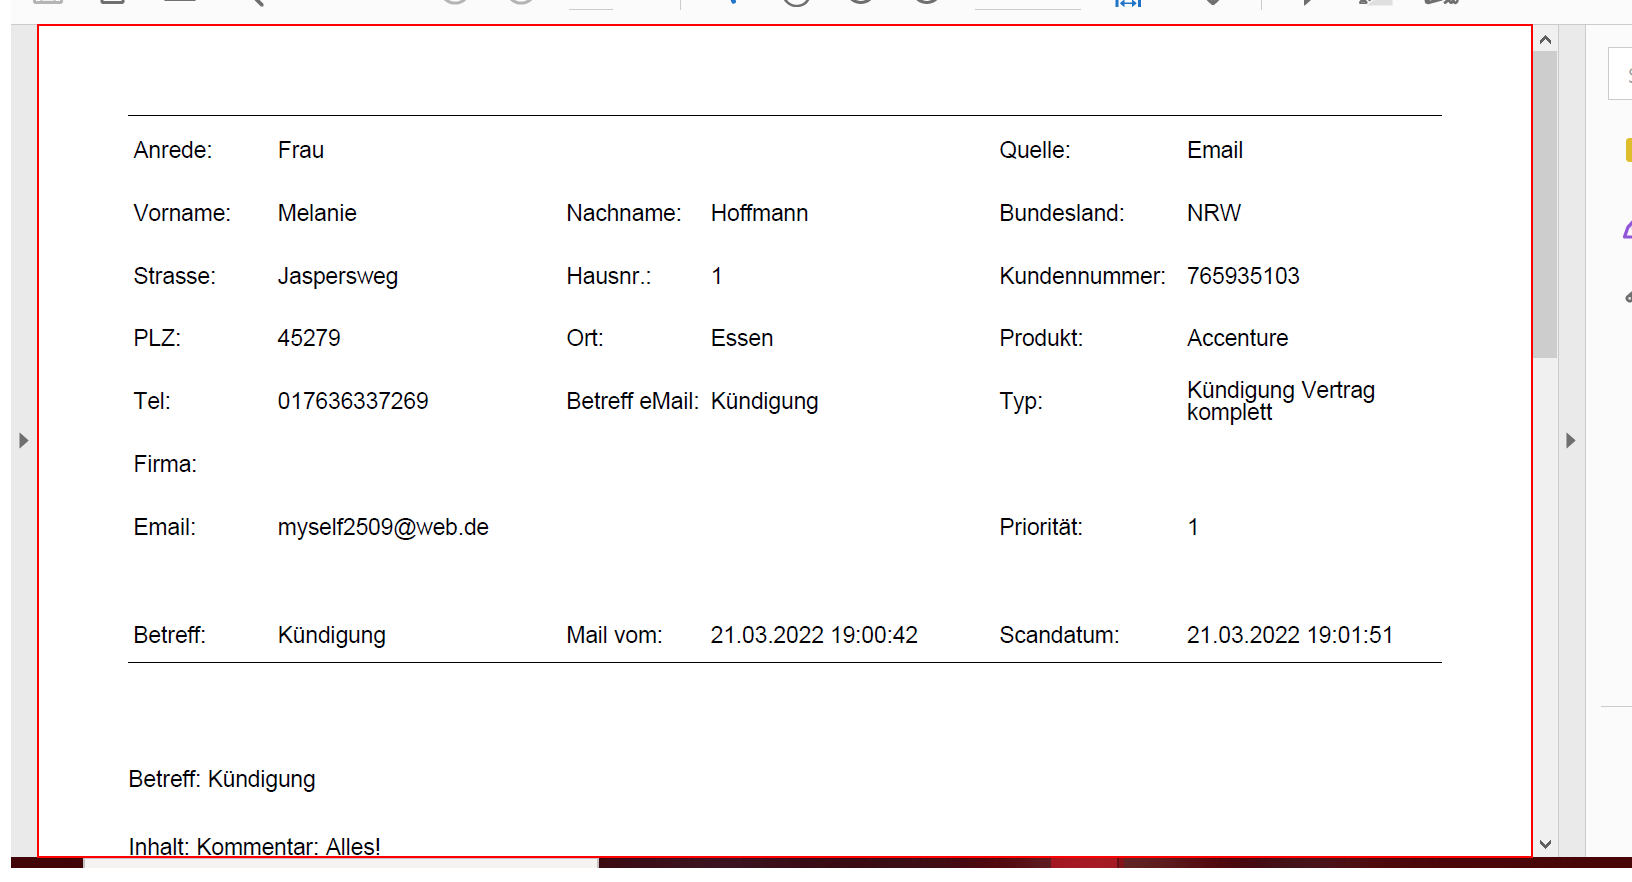 Anrede: Frau Quelle: Email
Vorname: Melanie Nachname: Hoffmann Bundesland: NRW
Strasse: Jaspersweg Hausnr.: 1 Kundennummer: 765935103
PLZ: 45279 Ort: Essen Produkt: Accenture
Tel: 017636337269 Betreff eMail: Kündigung Typ: Kündigung Vertrag
komplett
Firma:
Email: myself2509@web.de Priorität: 1
Betreff: Kündigung Mail vom: 21.03.2022 19:00:42 Scandatum: 21.03.2022 19:01:51
Betreff: Kündigung
Inhalt: Kommentar: Alles!